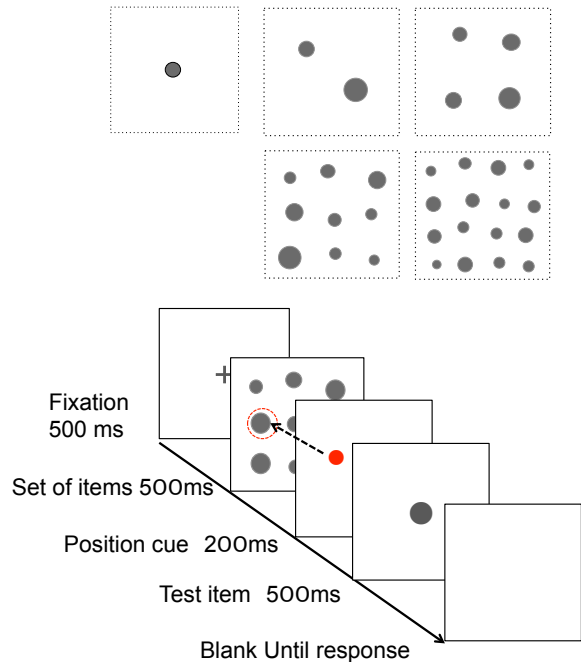 Fixation
500 ms
Set of items 500ms
Position cue 200ms
Test item 500ms
Blank Until response